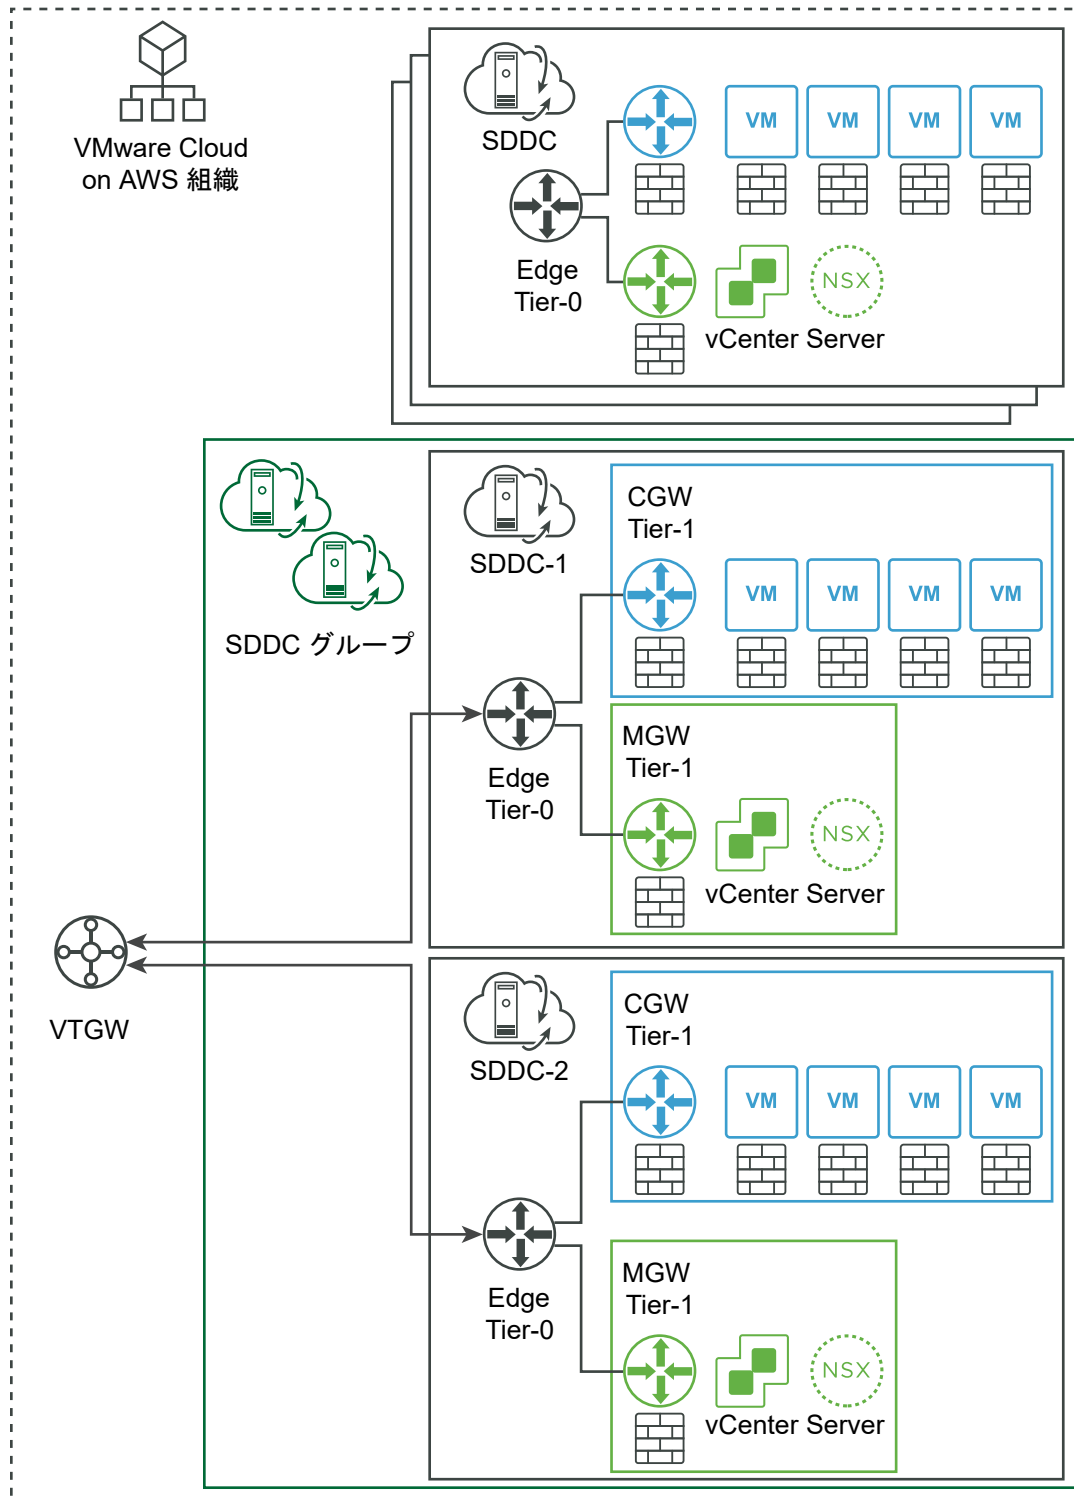 VMware Cloud
on AWS 組織
SDDC
VM VM VM VM
Edge
Tier-0
NSX
vCenter Server
SDDC グループ
SDDC-1
CGW
Tier-1
VM VM VM VM
Edge
Tier-0
MGW
Tier-1
NSX
vCenter Server
VTGW
SDDC-2
CGW
Tier-1
VM VM VM VM
Edge
Tier-0
MGW
Tier-1
NSX
vCenter Server